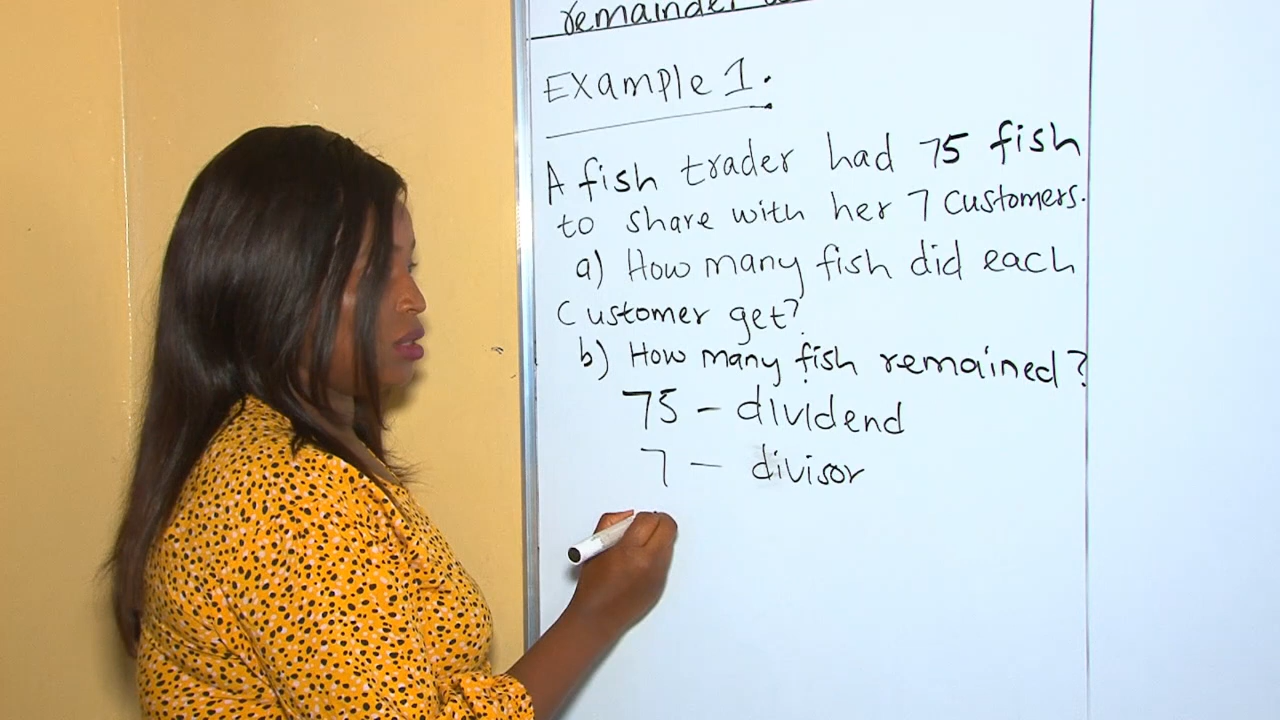 remainder
Example 1.
A fish trader had 75 fish
to share with her 7 customers.
a) How many fish did each
customer get?
b) How many fish remained?
75 - dividend
7 - divisor